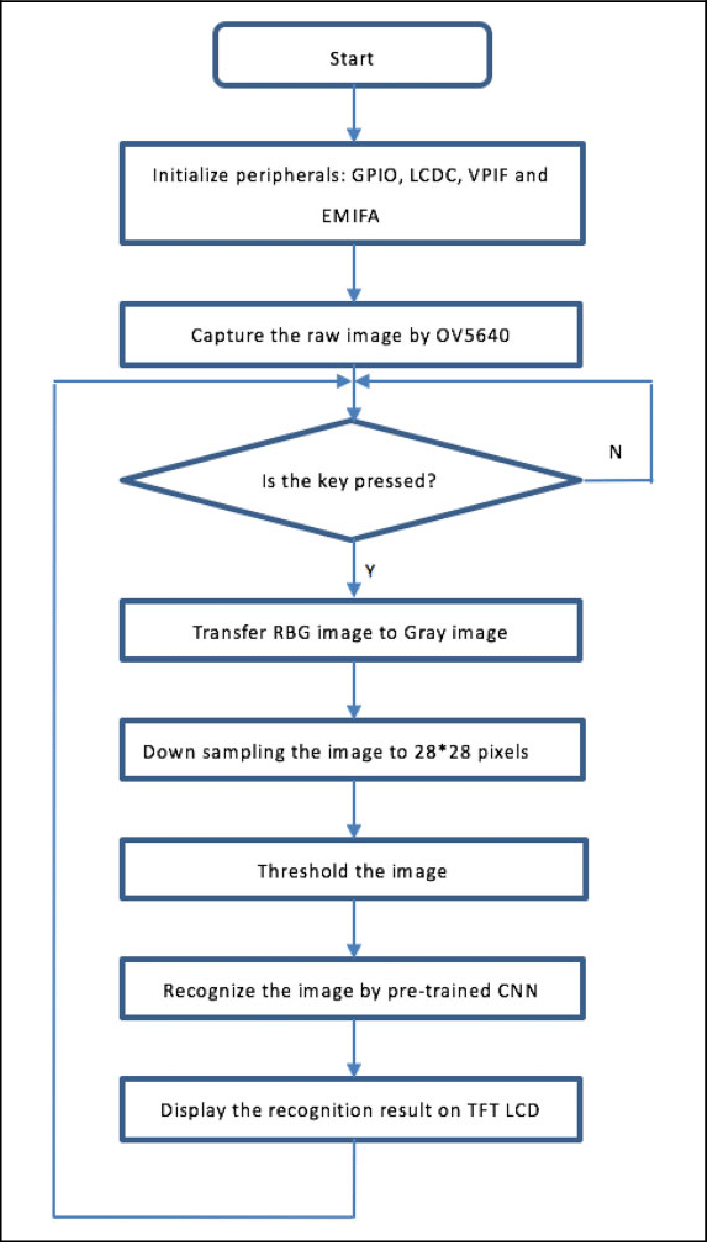 Start
Initialize peripherals: GPIO, LCDC, VPIF and
EMIFA
Capture the raw image by OV5640
Is the key pressed?
N
Y
Transfer RBG image to Gray image
Down sampling the image to 28*28 pixels
Threshold the image
Recognize the image by pre-trained CNN
Display the recognition result on TFT LCD